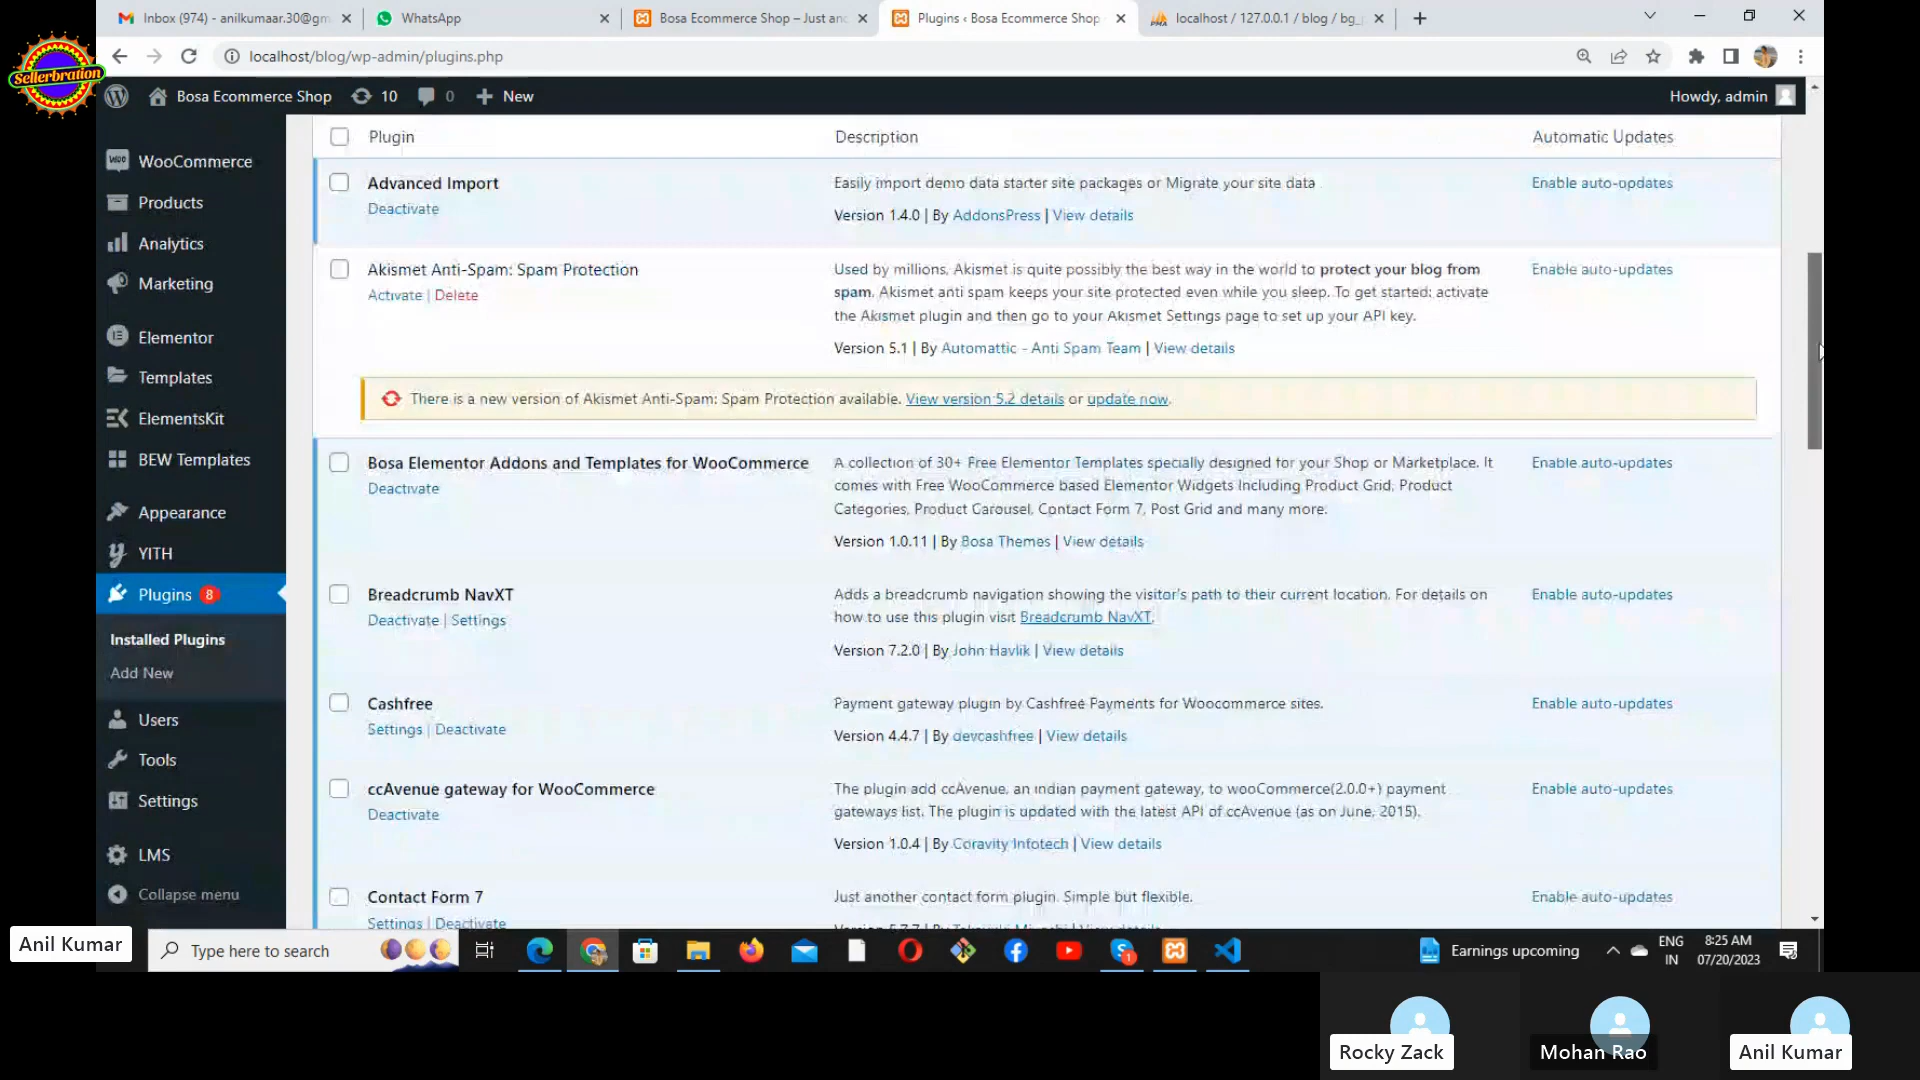 Inbox (974) - anilkumaar.30@gm
WhatsApp
Bosa Ecommerce Shop – Just an
Plugins ‹ Bosa Ecommerce Shop
localhost / 127.0.0.1 / blog / bg_
localhost/blog/wp-admin/plugins.php
Sellerbration
Bosa Ecommerce Shop
10
0
New
Howdy, admin
WooCommerce
Products
Analytics
Marketing
Elementor
Templates
ElementsKit
BEW Templates
Appearance
YITH
Plugins 8
Installed Plugins
Add New
Users
Tools
Settings
LMS
Collapse menu
Plugin
Description
Automatic Updates
Advanced Import
Deactivate
Easily import demo data starter site packages or Migrate your site data
Version 1.4.0 | By AddonsPress | View details
Enable auto-updates
Akismet Anti-Spam: Spam Protection
Activate | Delete
Used by millions, Akismet is quite possibly the best way in the world to protect your blog from
spam. Akismet anti spam keeps your site protected even while you sleep. To get started: activate
the Akismet plugin and then go to your Akismet Settings page to set up your API key.
Version 5.1 | By Automattic - Anti Spam Team | View details
Enable auto-updates
There is a new version of Akismet Anti-Spam: Spam Protection available. View version 5.2 details or update now.
Bosa Elementor Addons and Templates for WooCommerce
Deactivate
A collection of 30+ Free Elementor Templates specially designed for your Shop or Marketplace. It
comes with Free WooCommerce based Elementor Widgets Including Product Grid, Product
Categories, Product Carousel, Contact Form 7, Post Grid and many more.
Version 1.0.11 | By Bosa Themes | View details
Enable auto-updates
Breadcrumb NavXT
Deactivate | Settings
Adds a breadcrumb navigation showing the visitor's path to their current location. For details on
how to use this plugin visit Breadcrumb NavXT.
Version 7.2.0 | By John Havlik | View details
Enable auto-updates
Cashfree
Settings | Deactivate
Payment gateway plugin by Cashfree Payments for Woocommerce sites.
Version 4.4.7 | By devcashfree | View details
Enable auto-updates
ccAvenue gateway for WooCommerce
Deactivate
The plugin add ccAvenue, an indian payment gateway, to wooCommerce(2.0.0+) payment
gateways list. The plugin is updated with the latest API of ccAvenue (as on June, 2015).
Version 1.0.4 | By Coravity Infotech | View details
Enable auto-updates
Contact Form 7
Settings | Deactivate
Just another contact form plugin. Simple but flexible.
Enable auto-updates
Anil Kumar
Type here to search
Earnings upcoming
ENG
IN
8:25 AM
07/20/2023
Rocky Zack
Mohan Rao
Anil Kumar